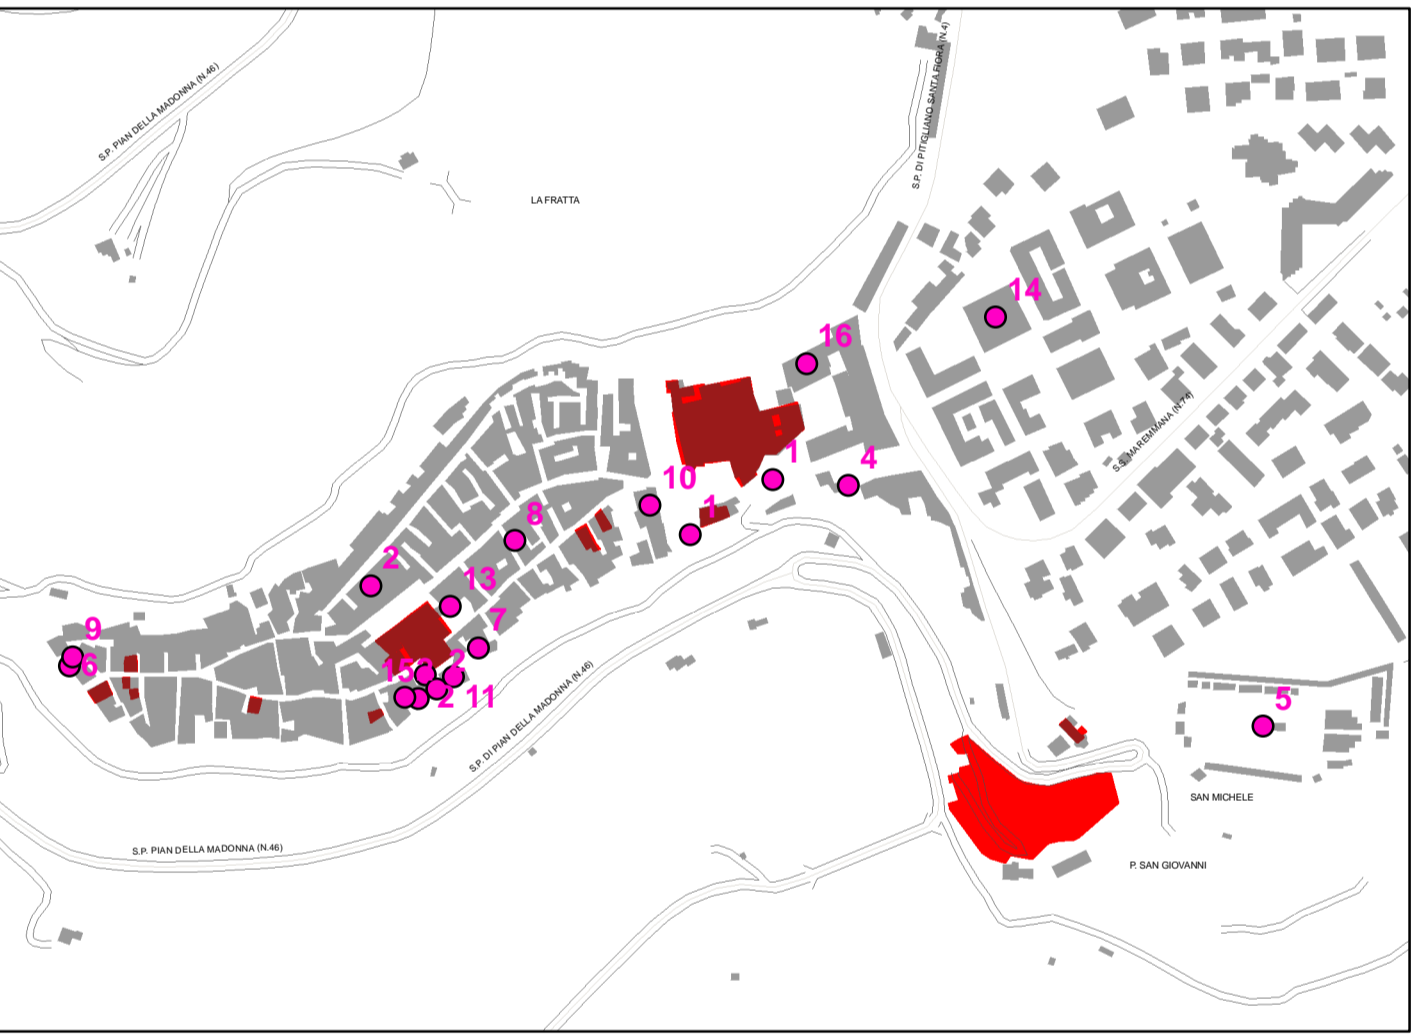 S.P. PIAN DELLA MADONNA (N.46)
S.P. DI PITIGLIANO SANTA FIORA (N.4)
LA FRATTA
14
16
S.S. MAREMMANA (N.74)
1
4
10
1
8
2
13
7
9
6
15
2
2
11
S.P. DI PIAN DELLA MADONNA (N.46)
5
SAN MICHELE
S.P. PIAN DELLA MADONNA (N.46)
P. SAN GIOVANNI